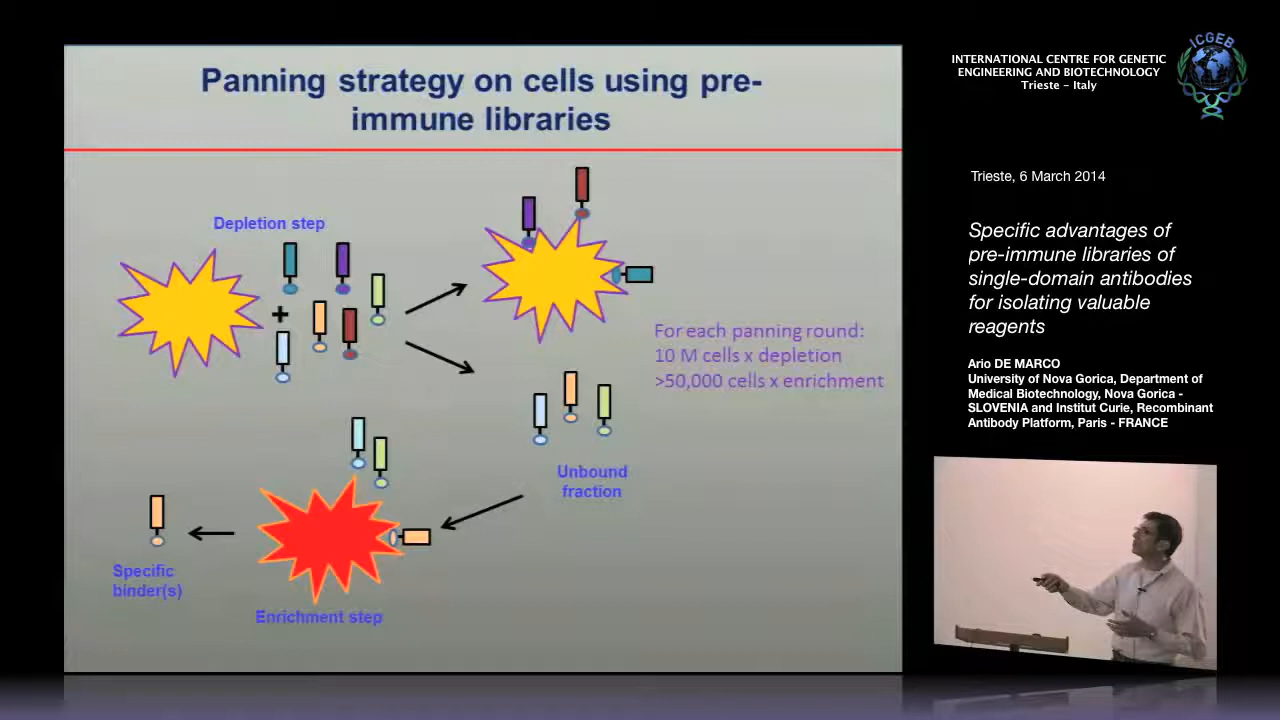 Panning strategy on cells using pre-
immune libraries
Depletion step
+
For each panning round:
10 M cells x depletion
>50,000 cells x enrichment
Unbound
fraction
Specific
binder(s)
Enrichment step
INTERNATIONAL CENTRE FOR GENETIC
ENGINEERING AND BIOTECHNOLOGY
Trieste - Italy
ICGEB
Trieste, 6 March 2014
Specific advantages of
pre-immune libraries of
single-domain antibodies
for isolating valuable
reagents
Ario DE MARCO
University of Nova Gorica, Department of
Medical Biotechnology, Nova Gorica -
SLOVENIA and Institut Curie, Recombinant
Antibody Platform, Paris - FRANCE